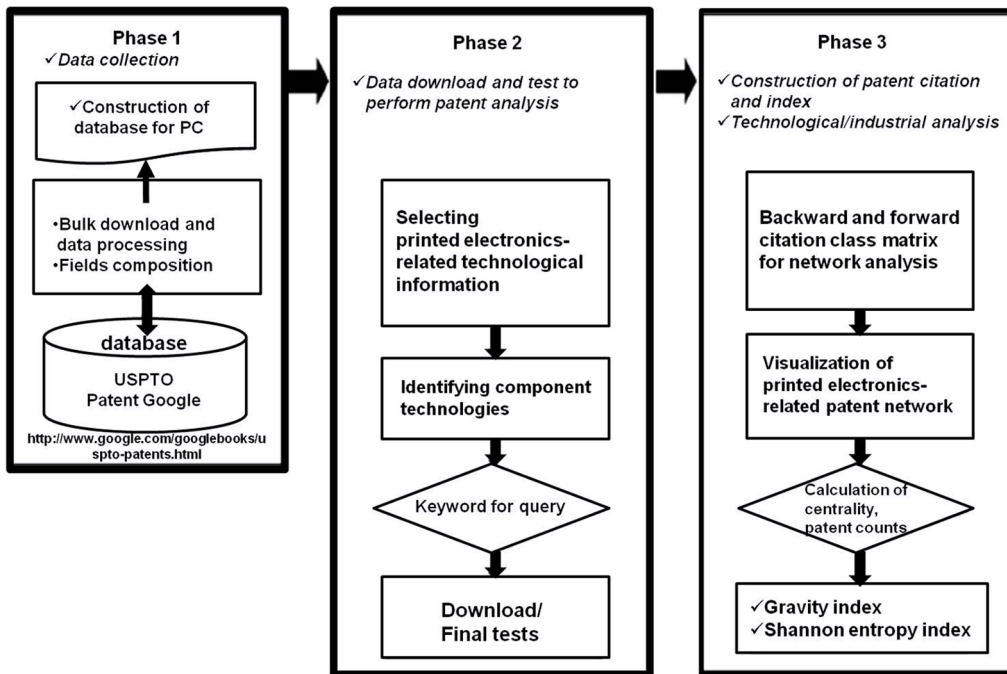 Phase 1
✓Data collection
✓Construction of
database for PC
•Bulk download and
data processing
•Fields composition
database
USPTO
Patent Google
http://www.google.com/googlebooks/u
spto-patents.html
Phase 2
✓Data download and test to
perform patent analysis
Selecting
printed electronics-
related technological
information
Identifying component
technologies
Keyword for query
Download/
Final tests
Phase 3
✓Construction of patent citation
and index
✓Technological/industrial analysis
Backward and forward
citation class matrix
for network analysis
Visualization of
printed electronics-
related patent network
Calculation of
centrality,
patent counts
✓Gravity index
✓Shannon entropy index